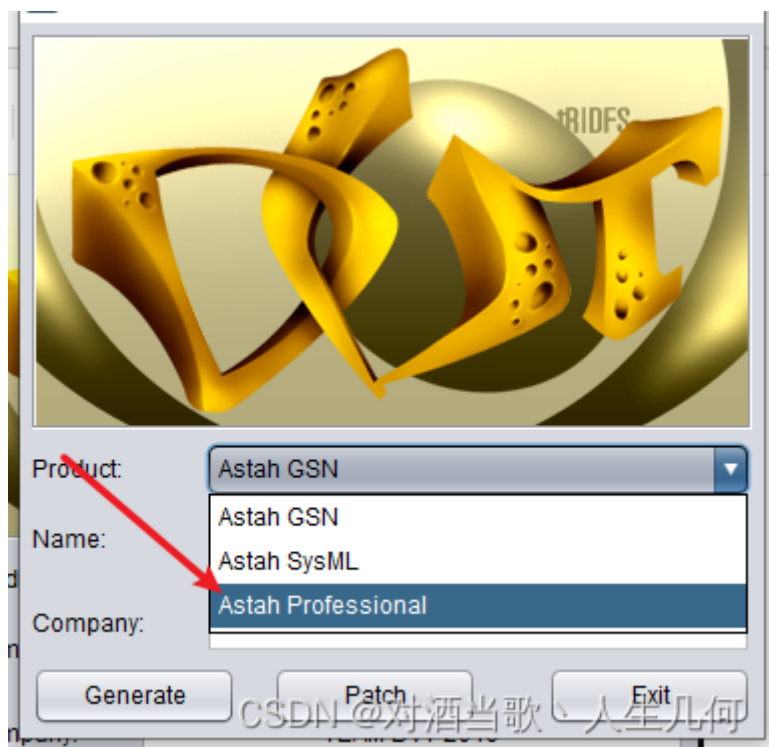 tRIDFS
Product:
Astah GSN
Astah GSN
Name:
Astah SysML
Astah Professional
Company:
Generate
Patch
Exit
CSDN @对酒当歌丶人生几何